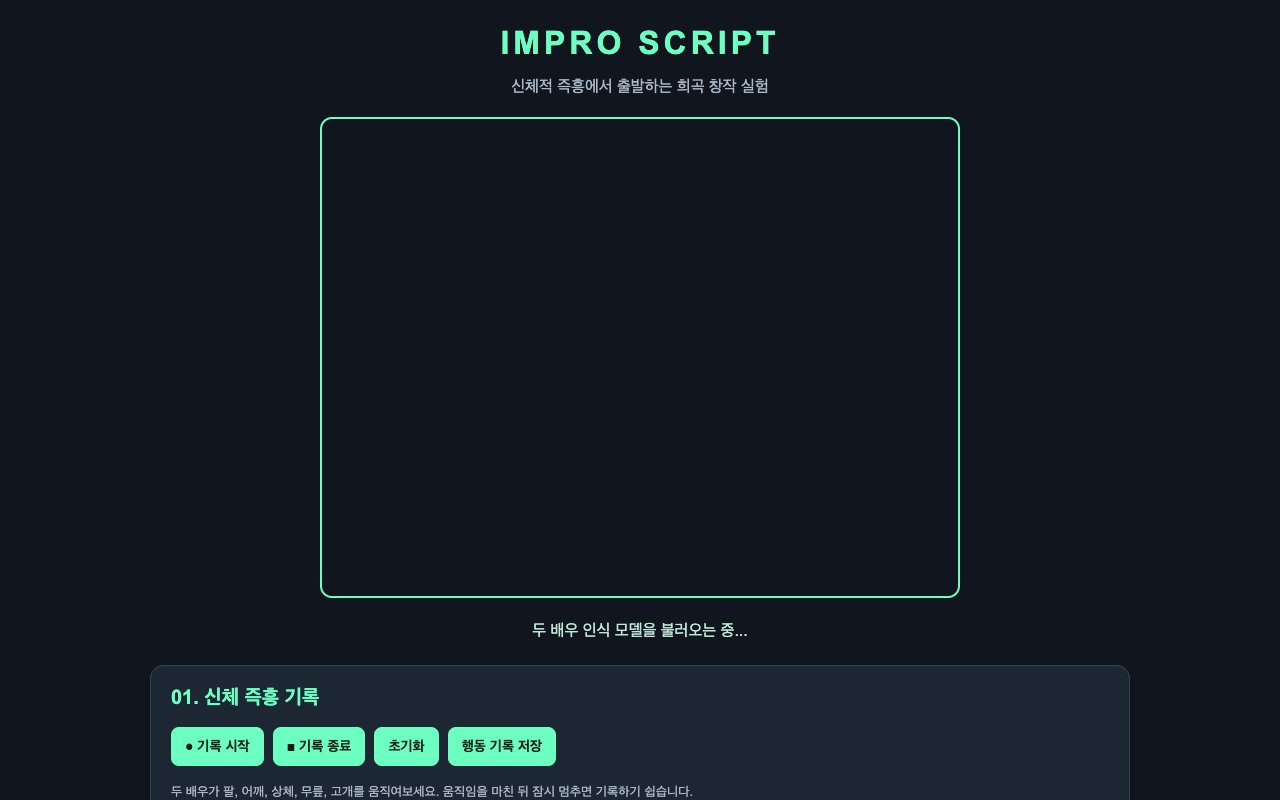 IMPRO SCRIPT
신체적 즉흥에서 출발하는 희곡 창작 실험
두 배우 인식 모델을 불러오는 중...
01. 신체 즉흥 기록
● 기록 시작
■ 기록 종료
초기화
행동 기록 저장
두 배우가 팔, 어깨, 상체, 무릎, 고개를 움직여보세요. 움직임을 마친 뒤 잠시 멈추면 기록하기 쉽습니다.